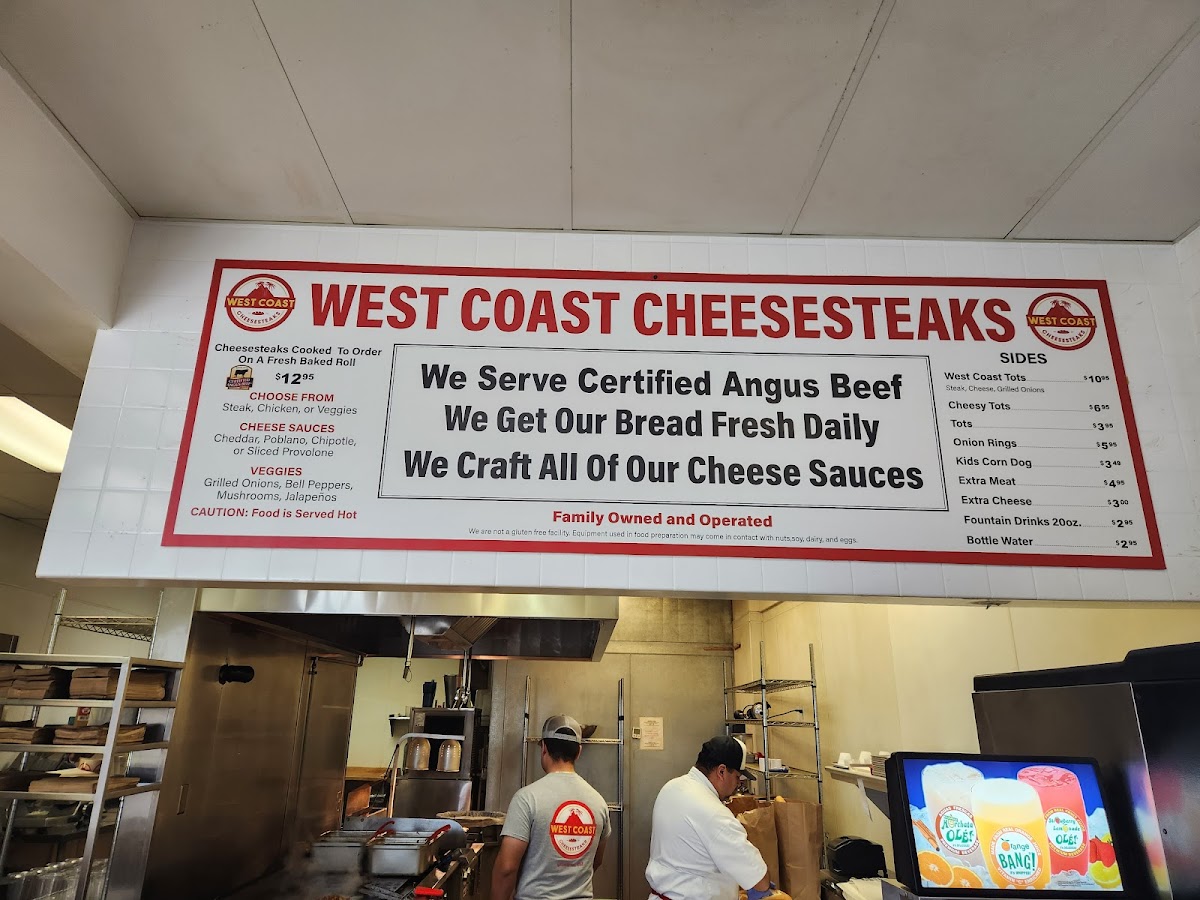 WEST COAST CHEESESTEAKS
WEST COAST
CHEESESTEAKS
Cheesesteaks Cooked To Order
On A Fresh Baked Roll
$12.95
CHOOSE FROM
Steak, Chicken, or Veggies
CHEESE SAUCES
Cheddar, Poblano, Chipotle,
or Sliced Provolone
VEGGIES
Grilled Onions, Bell Peppers,
Mushrooms, Jalapeños
CAUTION: Food is Served Hot
We Serve Certified Angus Beef
We Get Our Bread Fresh Daily
We Craft All Of Our Cheese Sauces
Family Owned and Operated
We are not a gluten free facility. Equipment used in food preparation may come in contact with nuts,soy, dairy, and eggs.
WEST COAST
CHEESESTEAKS
SIDES
West Coast Tots $10.95
Steak, Cheese, Grilled Onions
Cheesy Tots $6.95
Tots $3.95
Onion Rings $5.95
Kids Corn Dog $3.49
Extra Meat $4.95
Extra Cheese $3.00
Fountain Drinks 20oz. $2.95
Bottle Water $2.95
WEST COAST
CHEESESTEAKS
Horchata
OLÉ!
Orange
BANG!
Strawberry
Lemonade
OLÉ!